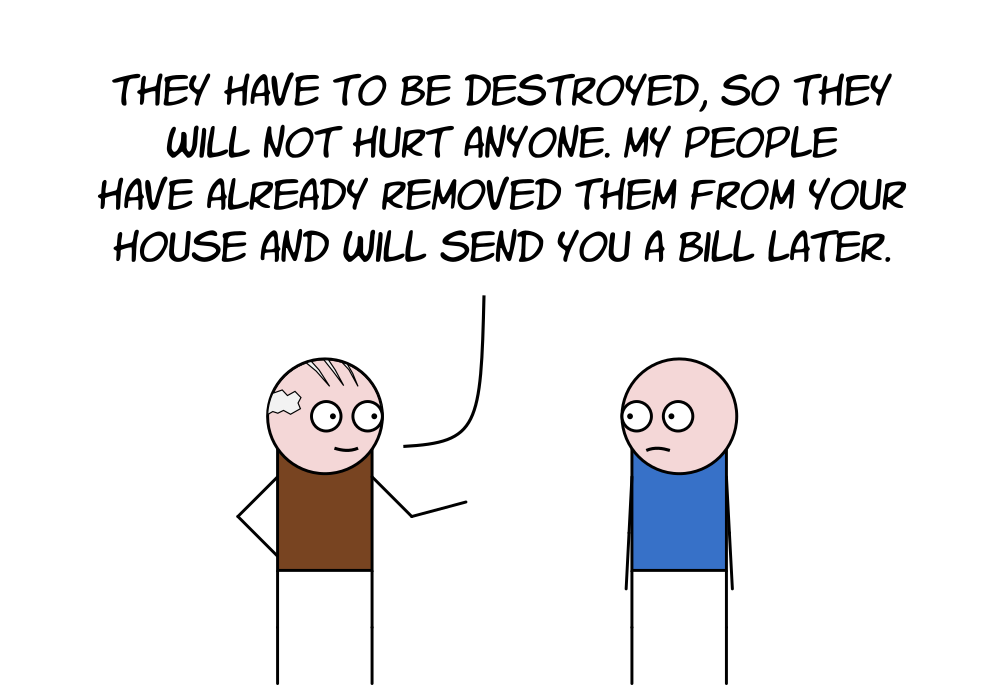 THEY HAVE TO BE DESTROYED, SO THEY
WILL NOT HURT ANYONE. MY PEOPLE
HAVE ALREADY REMOVED THEM FROM YOUR
HOUSE AND WILL SEND YOU A BILL LATER.